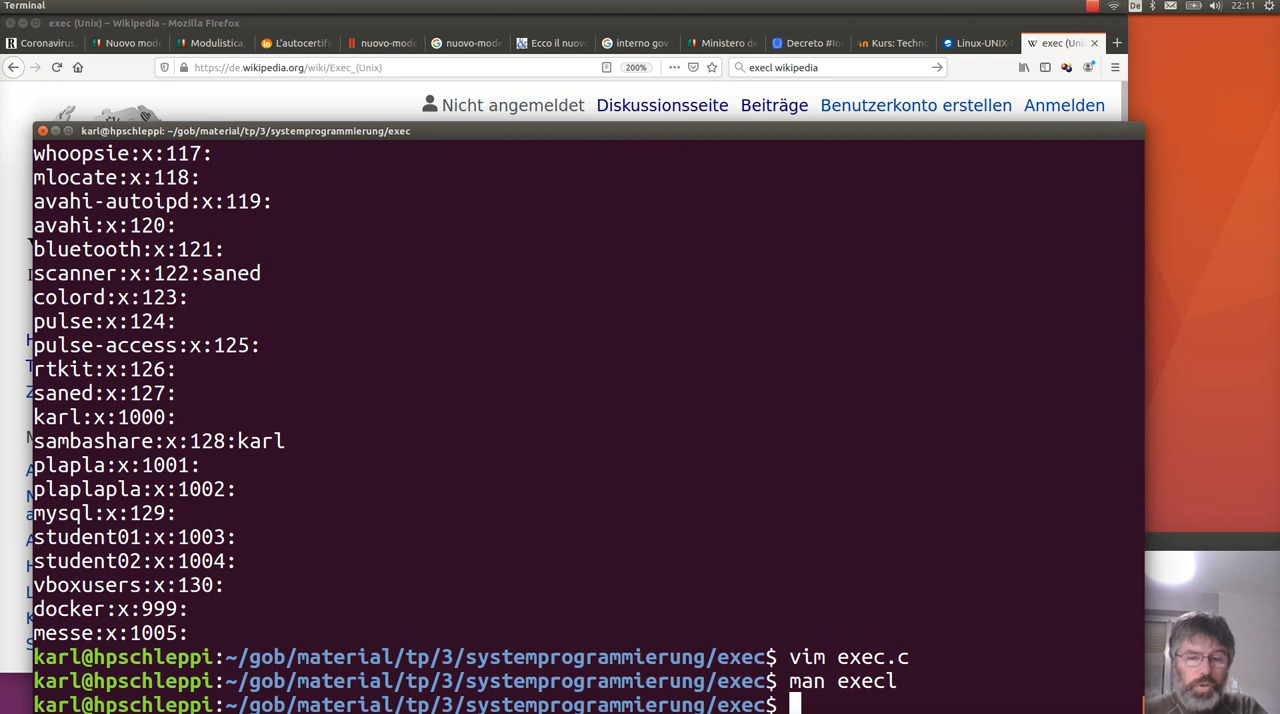 Terminal
De
22:11
exec (Unix) – Wikipedia - Mozilla Firefox
Coronavirus.
Nuovo mode
Modulistica,
L'autocertifi
nuovo-mode
nuovo-mode
Ecco il nuov
interno gov
Ministero de
Decreto #Io
Kurs: Techno
Linux-UNIX-
exec (Uni
https://de.wikipedia.org/wiki/Exec_(Unix)
200%
execl wikipedia
Nicht angemeldet Diskussionsseite Beiträge Benutzerkonto erstellen Anmelden
karl@hpschleppi: ~/gob/material/tp/3/systemprogrammierung/exec
whoopsie:x:117:
mlocate:x:118:
avahi-autoipd:x:119:
avahi:x:120:
bluetooth:x:121:
scanner:x:122:saned
colord:x:123:
pulse:x:124:
pulse-access:x:125:
rtkit:x:126:
saned:x:127:
karl:x:1000:
sambashare:x:128:karl
plapla:x:1001:
plaplapla:x:1002:
mysql:x:129:
student01:x:1003:
student02:x:1004:
vboxusers:x:130:
docker:x:999:
messe:x:1005:
karl@hpschleppi:~/gob/material/tp/3/systemprogrammierung/exec$ vim exec.c
karl@hpschleppi:~/gob/material/tp/3/systemprogrammierung/exec$ man execl
karl@hpschleppi:~/gob/material/tp/3/systemprogrammierung/exec$